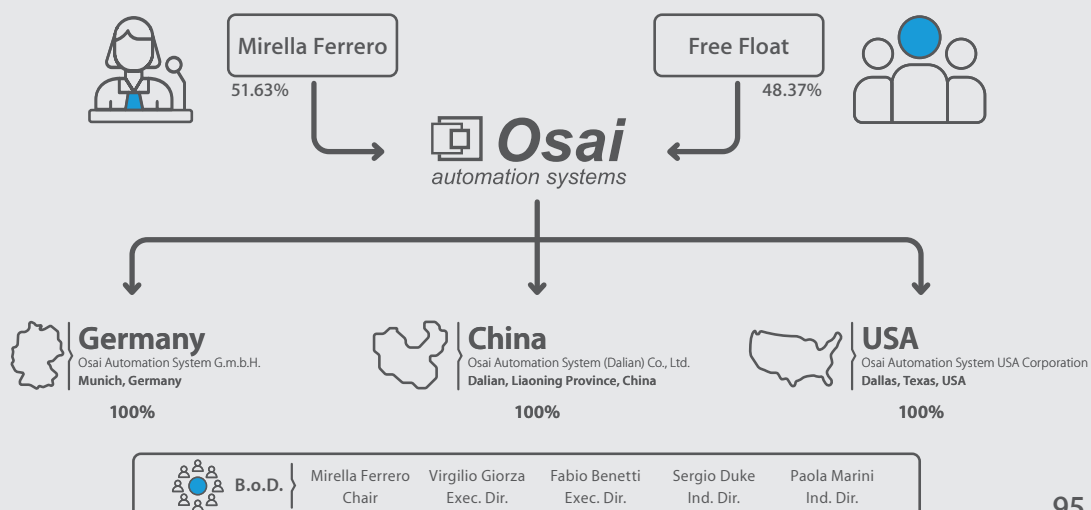 Mirella Ferrero
51.63%
Free Float
48.37%
Osai
automation systems
Germany
Osai Automation System G.m.b.H.
Munich, Germany
100%
China
Osai Automation System (Dalian) Co., Ltd.
Dalian, Liaoning Province, China
100%
USA
Osai Automation System USA Corporation
Dallas, Texas, USA
100%
B.o.D.
Mirella Ferrero
Chair
Virgilio Giorza
Exec. Dir.
Fabio Benetti
Exec. Dir.
Sergio Duke
Ind. Dir.
Paola Marini
Ind. Dir.
95